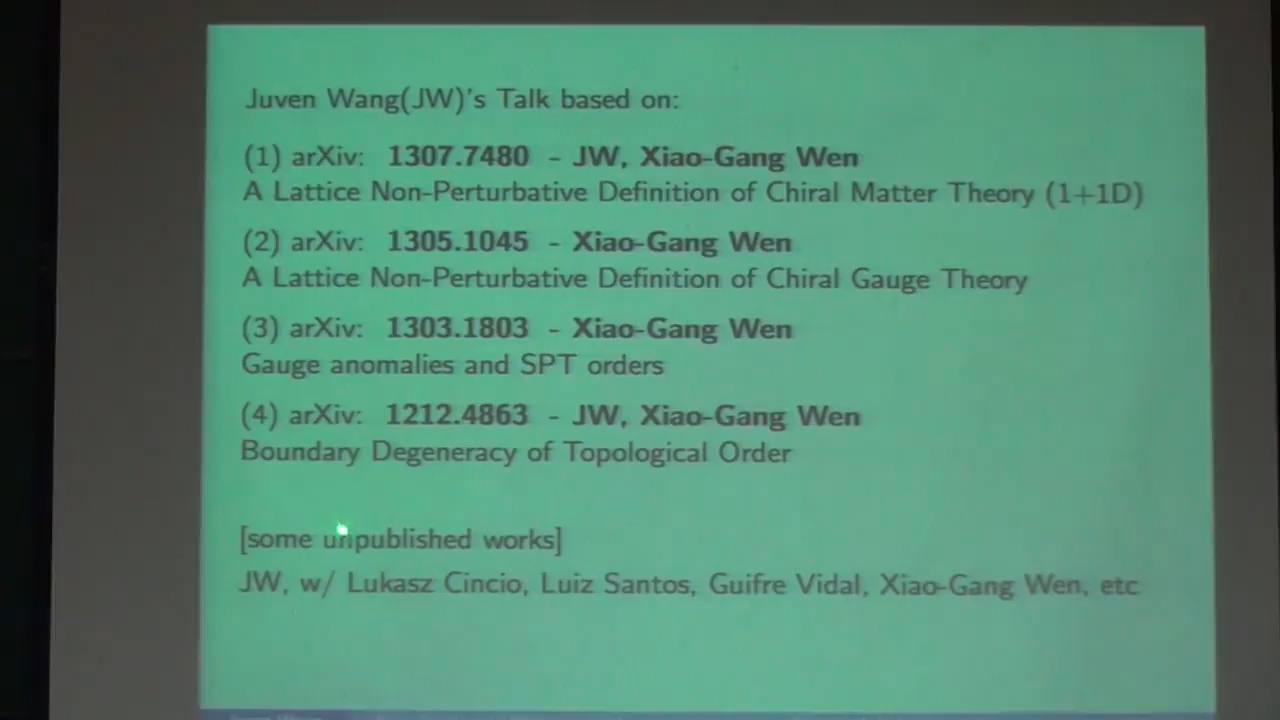 Juven Wang(JW)'s Talk based on:
(1) arXiv: 1307.7480 - JW, Xiao-Gang Wen
A Lattice Non-Perturbative Definition of Chiral Matter Theory (1+1D)
(2) arXiv: 1305.1045 - Xiao-Gang Wen
A Lattice Non-Perturbative Definition of Chiral Gauge Theory
(3) arXiv: 1303.1803 - Xiao-Gang Wen
Gauge anomalies and SPT orders
(4) arXiv: 1212.4863 - JW, Xiao-Gang Wen
Boundary Degeneracy of Topological Order
[some unpublished works]
JW, w/ Lukasz Cincio, Luiz Santos, Guifre Vidal, Xiao-Gang Wen, etc